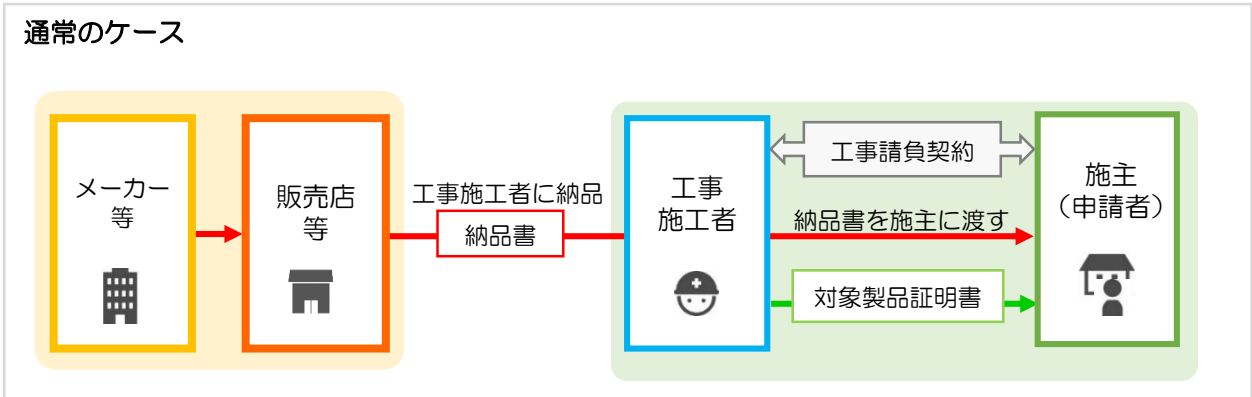 通常のケース
メーカー
等
販売店
等
工事施工者に納品
納品書
工事
施工者
工事請負契約
納品書を施主に渡す
対象製品証明書
施主
（申請者）